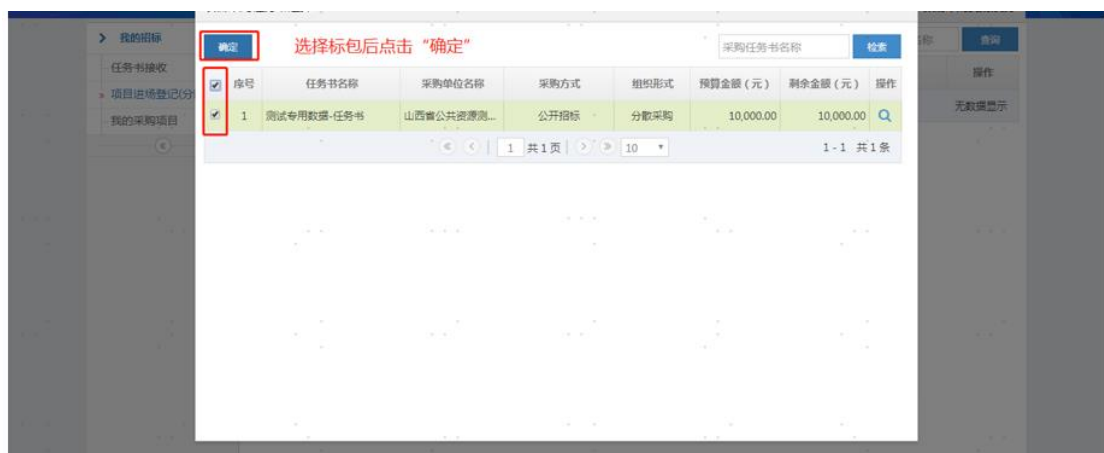 我的招标
任务书接收
项目进场登记(分
我的采购项目
确定
选择标包后点击“确定”
采购任务书名称
检索
序号 任务书名称 采购单位名称 采购方式 组织形式 预算金额（元） 剩余金额（元） 操作
1 测试专用数据-任务书 山西省公共资源测... 公开招标 分散采购 10,000.00 10,000.00
1 共1页 10 1 - 1 共1条
称
查询
操作
无数据显示